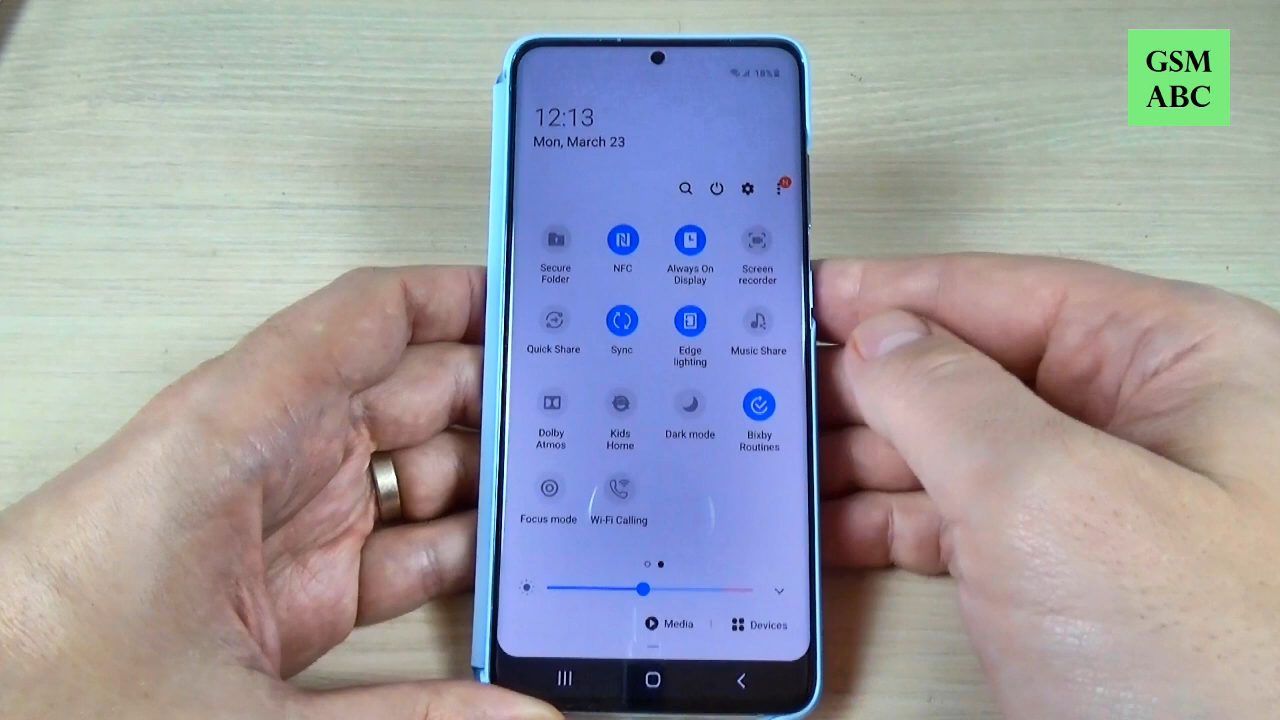 GSM
ABC
18%
12:13
Mon, March 23
N
Secure
Folder
NFC
Always On
Display
Screen
recorder
Quick Share
Sync
Edge
lighting
Music Share
Dolby
Atmos
Kids
Home
Dark mode
Bixby
Routines
Focus mode
Wi-Fi Calling
Media
Devices